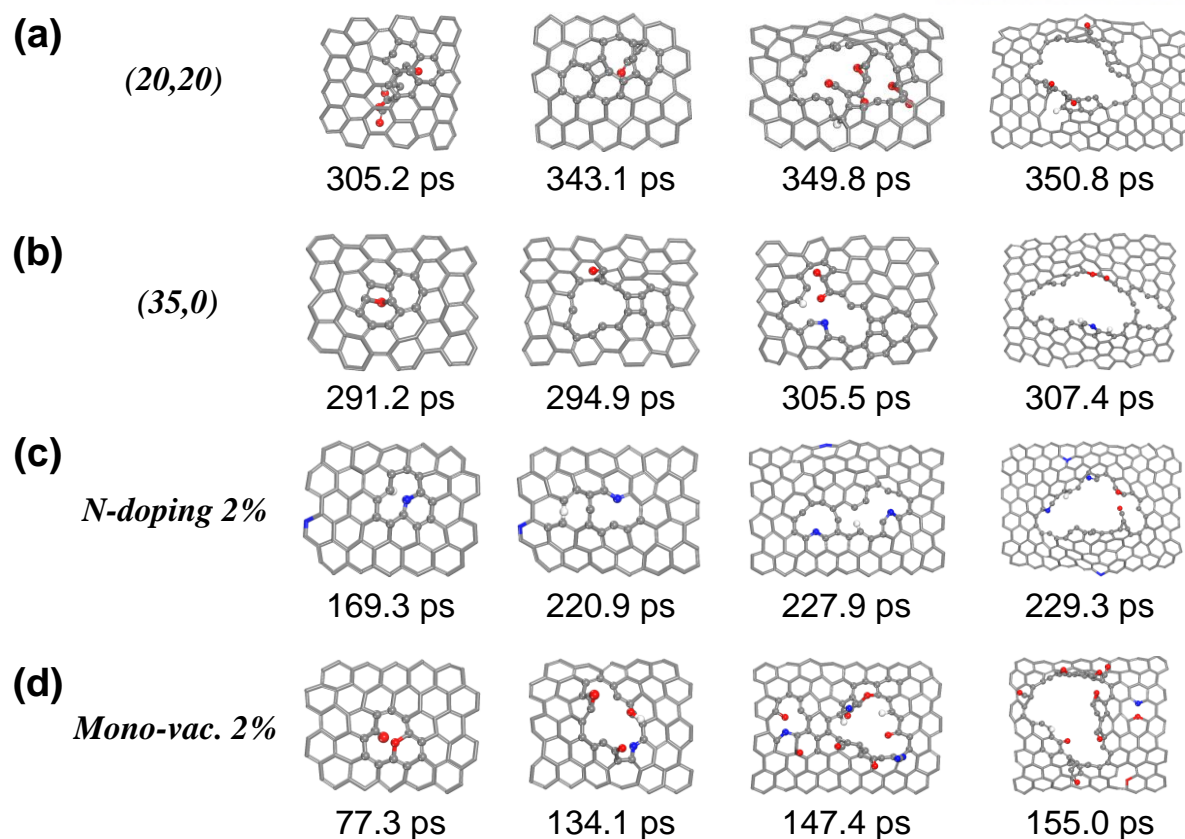 (a)
(20,20)
305.2 ps 343.1 ps 349.8 ps 350.8 ps
(b)
(35,0)
291.2 ps 294.9 ps 305.5 ps 307.4 ps
(c)
N-doping 2%
169.3 ps 220.9 ps 227.9 ps 229.3 ps
(d)
Mono-vac. 2%
77.3 ps 134.1 ps 147.4 ps 155.0 ps